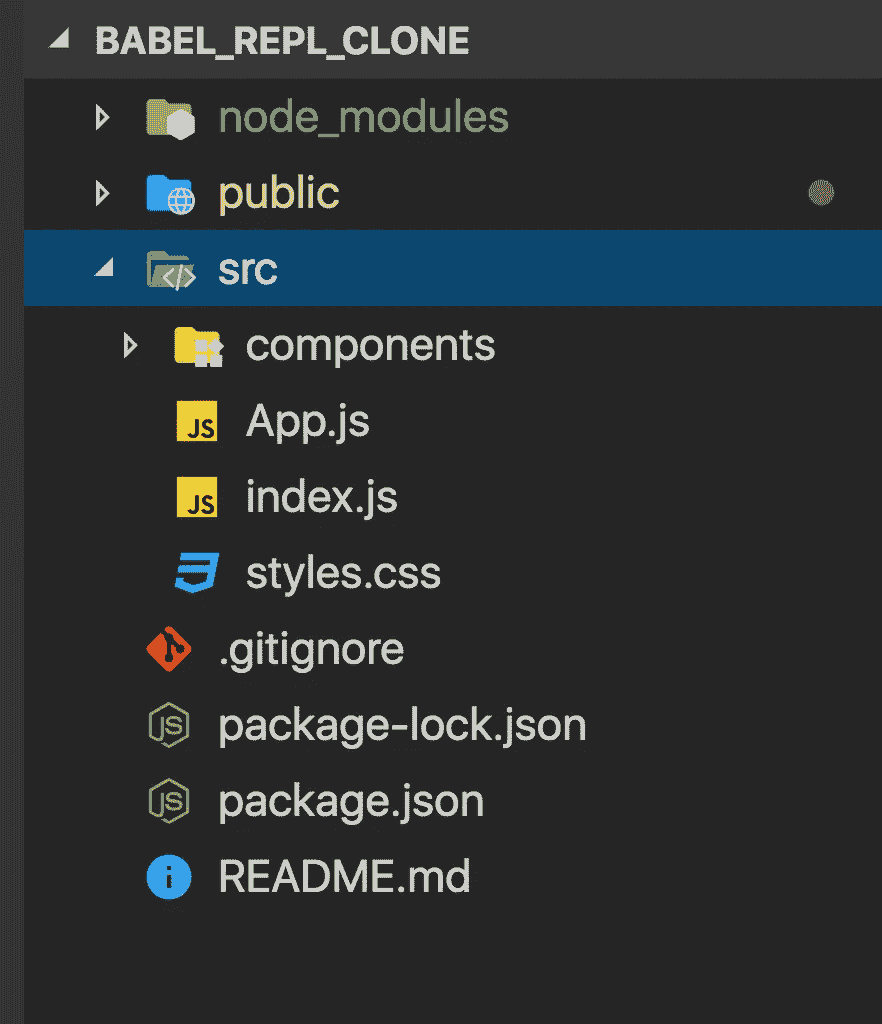 BABEL_REPL_CLONE
node_modules
public
src
components
JS App.js
JS index.js
styles.css
.gitignore
JS package-lock.json
JS package.json
i README.md